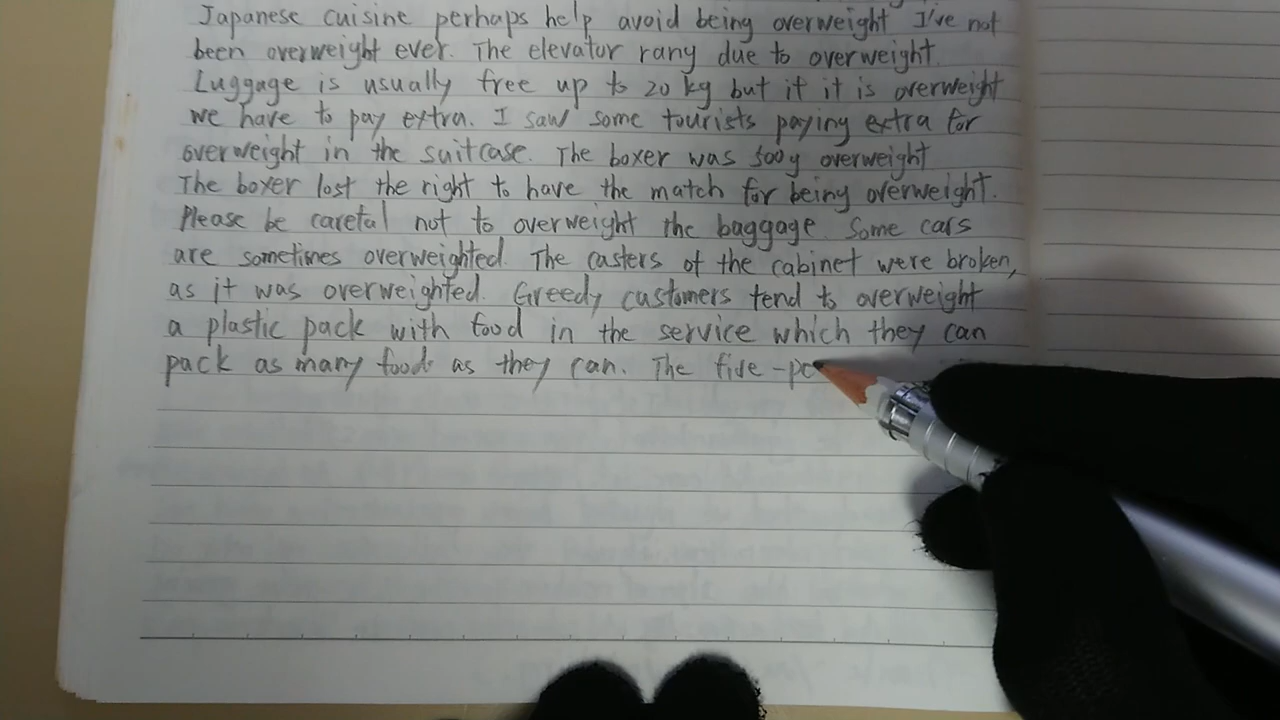 Japanese cuisine perhaps help avoid being overweight I've not
been overweight ever. The elevator rang due to overweight.
Luggage is usually free up to 20 kg but if it is overweight
we have to pay extra. I saw some tourists paying extra for
overweight in the suitcase. The boxer was 500g overweight
The boxer lost the right to have the match for being overweight.
Please be careful not to overweight the baggage. Some cars
are sometimes overweighted. The casters of the cabinet were broken,
as it was overweighted. Greedy customers tend to overweight
a plastic pack with food in the service which they can
pack as many foods as they can. The five-po